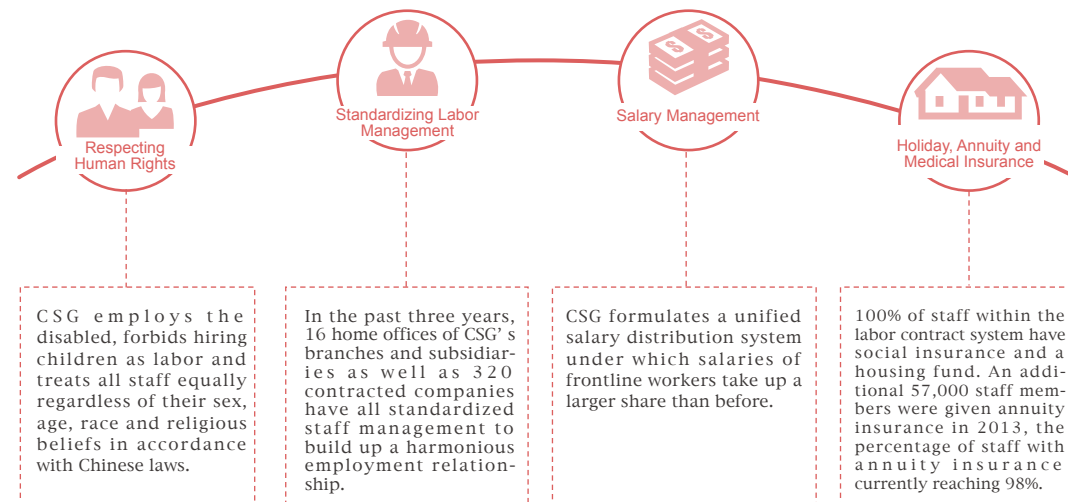 Respecting
Human Rights
Standardizing Labor
Management
Salary Management
Holiday, Annuity and
Medical Insurance
CSG employs the
disabled, forbids hiring
children as labor and
treats all staff equally
regardless of their sex,
age, race and religious
beliefs in accordance
with Chinese laws.
In the past three years,
16 home offices of CSG' s
branches and subsidiar-
ies as well as 320
contracted companies
have all standardized
staff management to
build up a harmonious
employment relation-
ship.
CSG formulates a unified
salary distribution system
under which salaries of
frontline workers take up a
larger share than before.
100% of staff within the
labor contract system have
social insurance and a
housing fund. An addi-
tional 57,000 staff mem-
bers were given annuity
insurance in 2013, the
percentage of staff with
annuity insurance
currently reaching 98%.